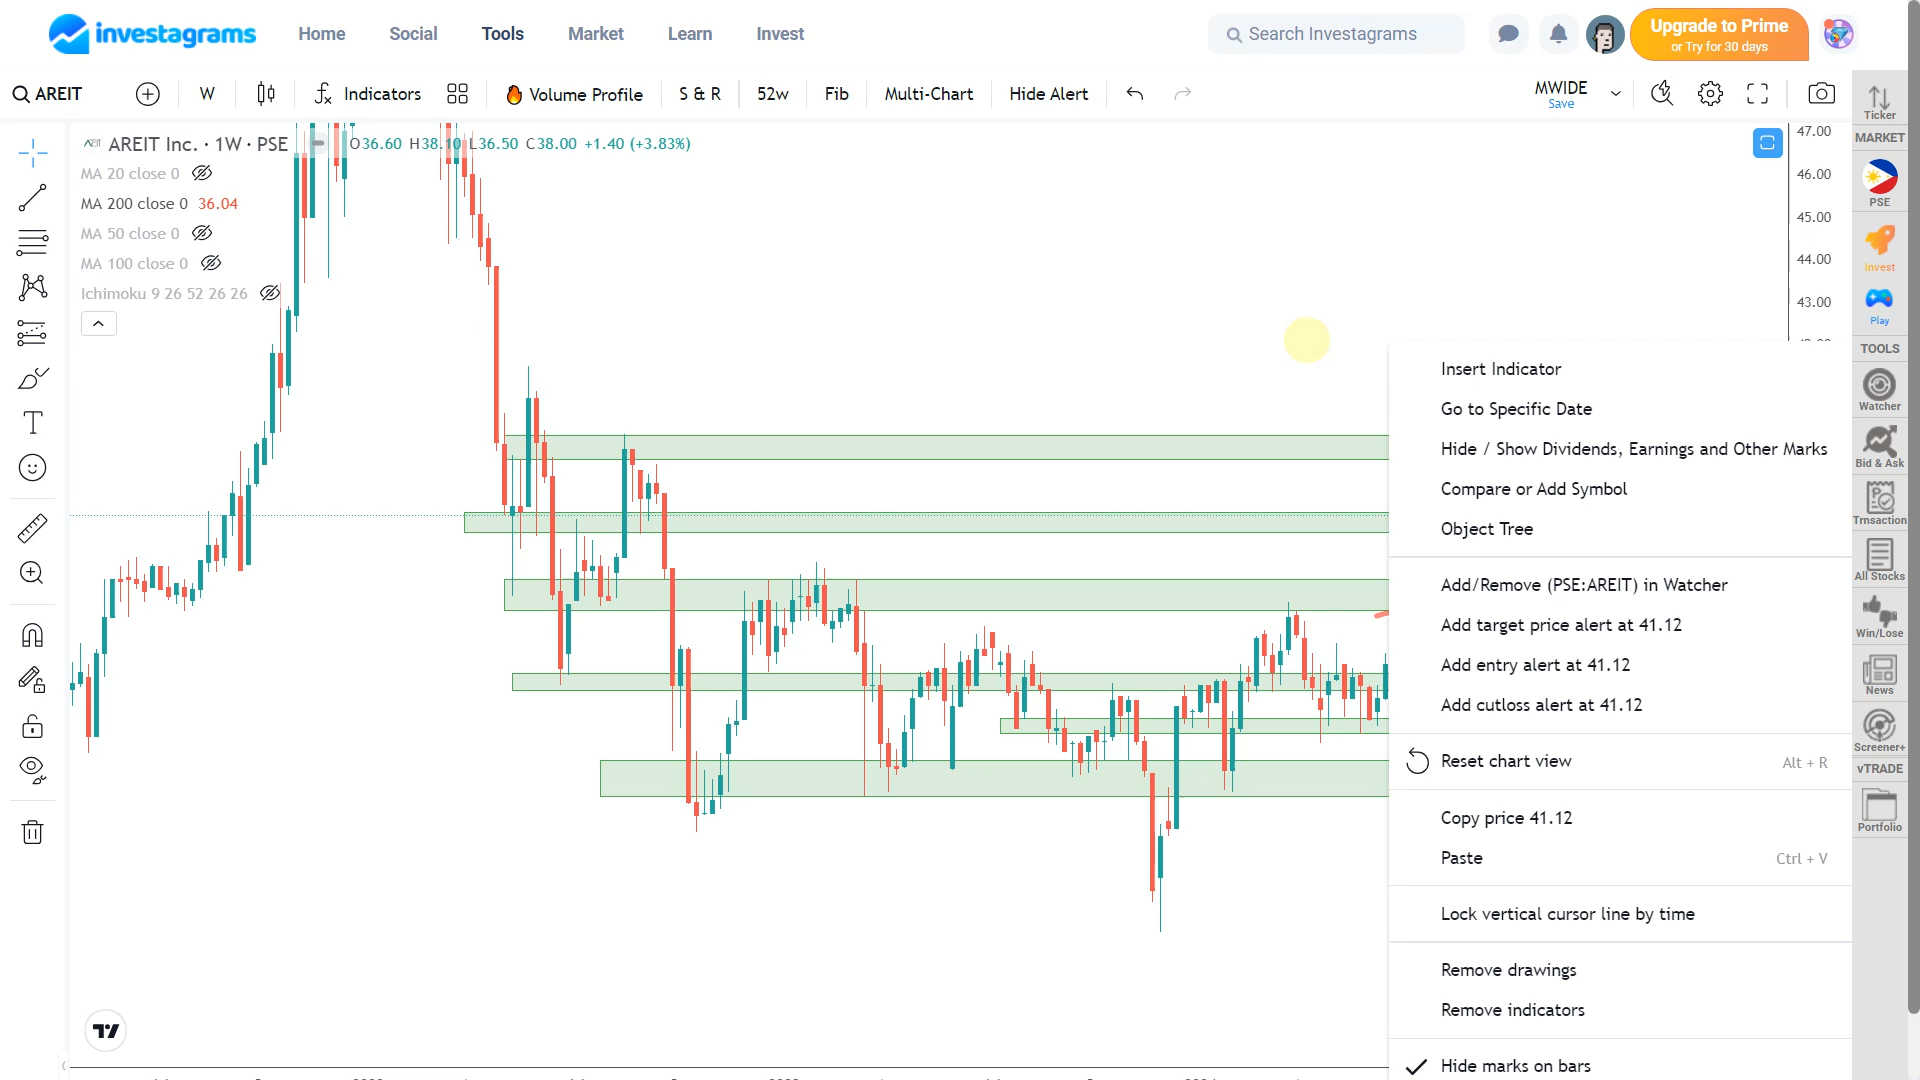 investagrams
Home
Social
Tools
Market
Learn
Invest
Search Investagrams
Upgrade to Prime
or Try for 30 days
AREIT
W
Indicators
Volume Profile
S & R
52w
Fib
Multi-Chart
Hide Alert
MWIDE
Save
AREIT Inc. · 1W · PSE
O36.60 H38.10 L36.50 C38.00 +1.40 (+3.83%)
MA 20 close 0
MA 200 close 0 36.04
MA 50 close 0
MA 100 close 0
Ichimoku 9 26 52 26 26
47.00
46.00
45.00
44.00
43.00
Insert Indicator
Go to Specific Date
Hide / Show Dividends, Earnings and Other Marks
Compare or Add Symbol
Object Tree
Add/Remove (PSE:AREIT) in Watcher
Add target price alert at 41.12
Add entry alert at 41.12
Add cutloss alert at 41.12
Reset chart view Alt + R
Copy price 41.12
Paste Ctrl + V
Lock vertical cursor line by time
Remove drawings
Remove indicators
Hide marks on bars
Ticker
MARKET
PSE
Invest
Play
TOOLS
Watcher
Bid & Ask
Trnsaction
All Stocks
Win/Lose
News
Screener+
vTRADE
Portfolio